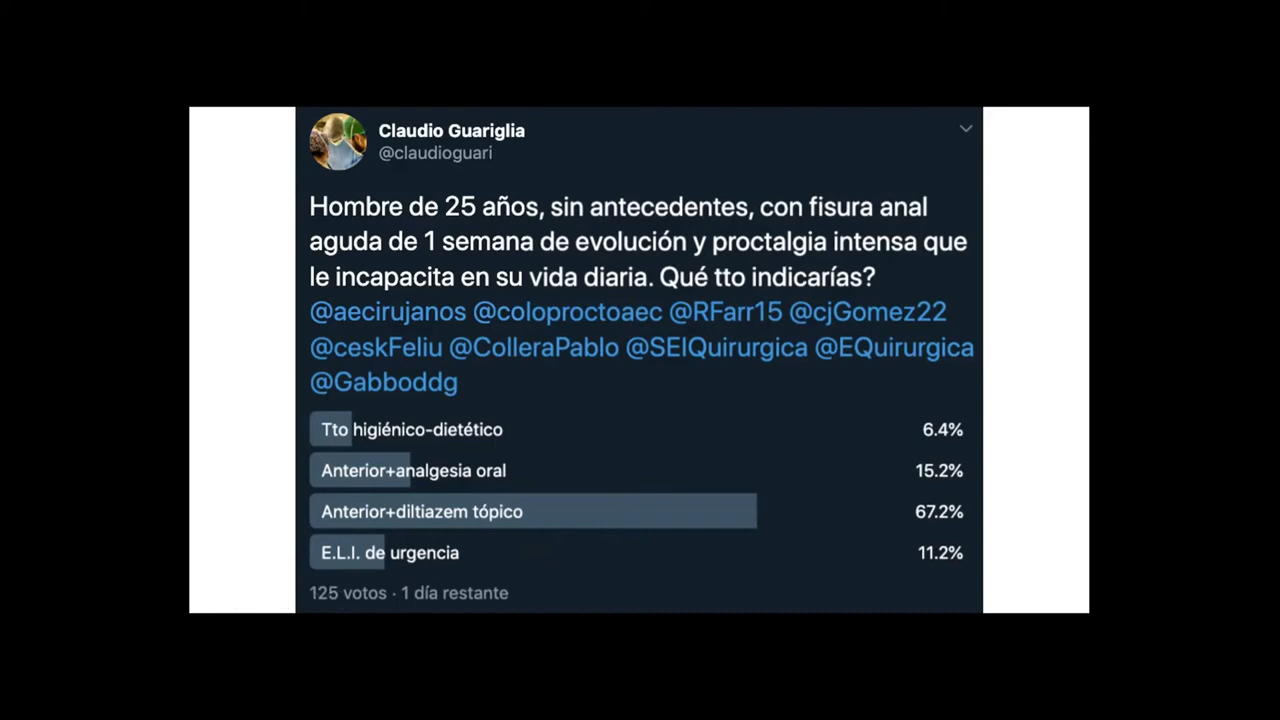 Claudio Guariglia
@claudioguari
Hombre de 25 años, sin antecedentes, con fisura anal
aguda de 1 semana de evolución y proctalgia intensa que
le incapacita en su vida diaria. Qué tto indicarías?
@aecirujanos @coloproctoaec @RFarr15 @cjGomez22
@ceskFeliu @ColleraPablo @SEIQuirurgica @EQuirurgica
@Gabboddg
Tto higiénico-dietético 6.4%
Anterior+analgesia oral 15.2%
Anterior+diltiazem tópico 67.2%
E.L.I. de urgencia 11.2%
125 votos · 1 día restante